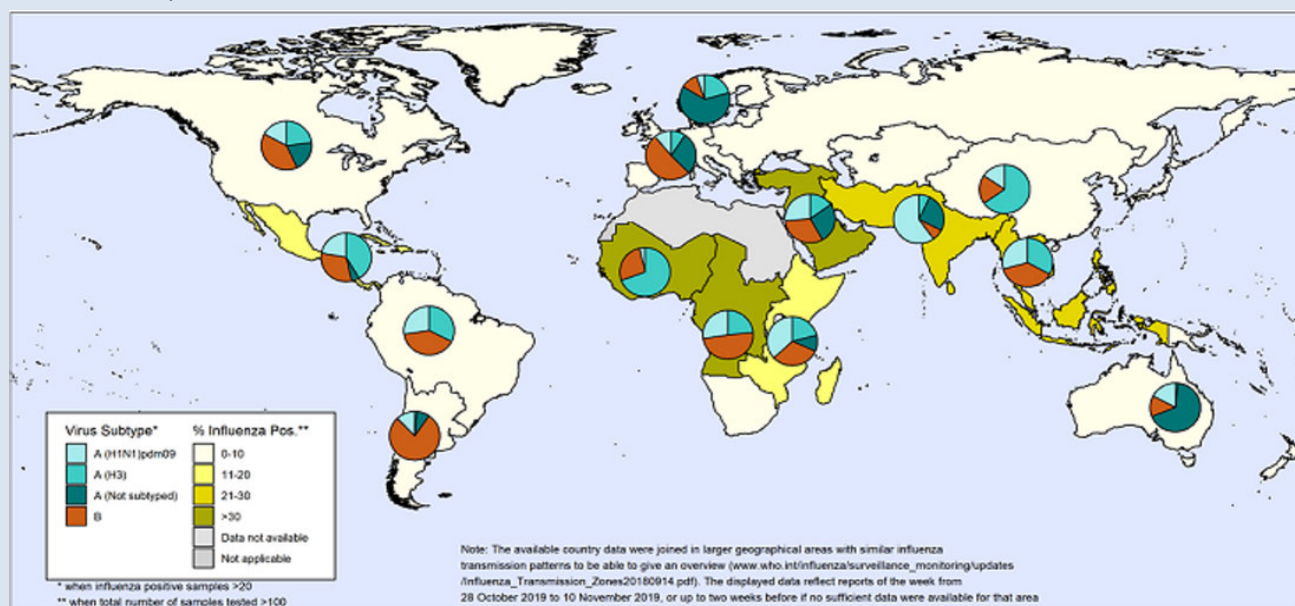 Virus Subtype*
A (H1N1)pdm09
A (H3)
A (Not subtyped)
B
% Influenza Pos.**
0-10
11-20
21-30
>30
Data not available
Not applicable
* when influenza positive samples >20
** when total number of samples tested >100
Note: The available country data were joined in larger geographical areas with similar influenza
transmission patterns to be able to give an overview (www.who.int/influenza/surveillance_monitoring/updates
/Influenza_Transmission_Zones20180914.pdf). The displayed data reflect reports of the week from
28 October 2019 to 10 November 2019, or up to two weeks before if no sufficient data were available for that area